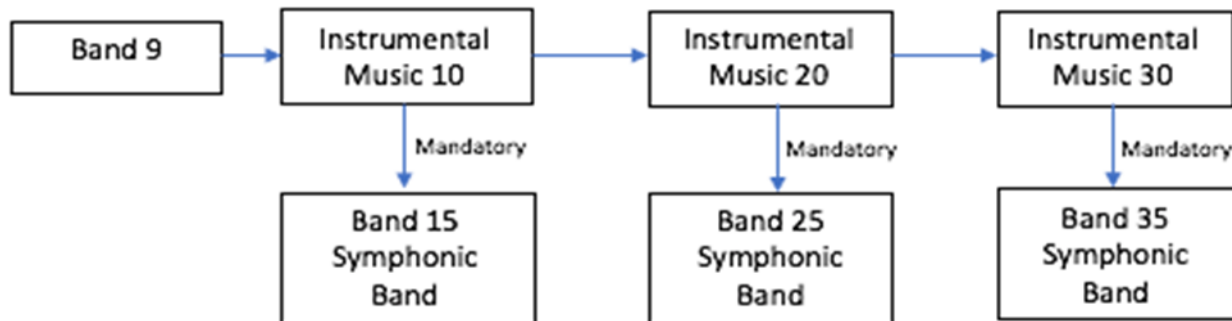 Band 9
Instrumental
Music 10
Instrumental
Music 20
Instrumental
Music 30
Mandatory
Mandatory
Mandatory
Band 15
Symphonic
Band
Band 25
Symphonic
Band
Band 35
Symphonic
Band